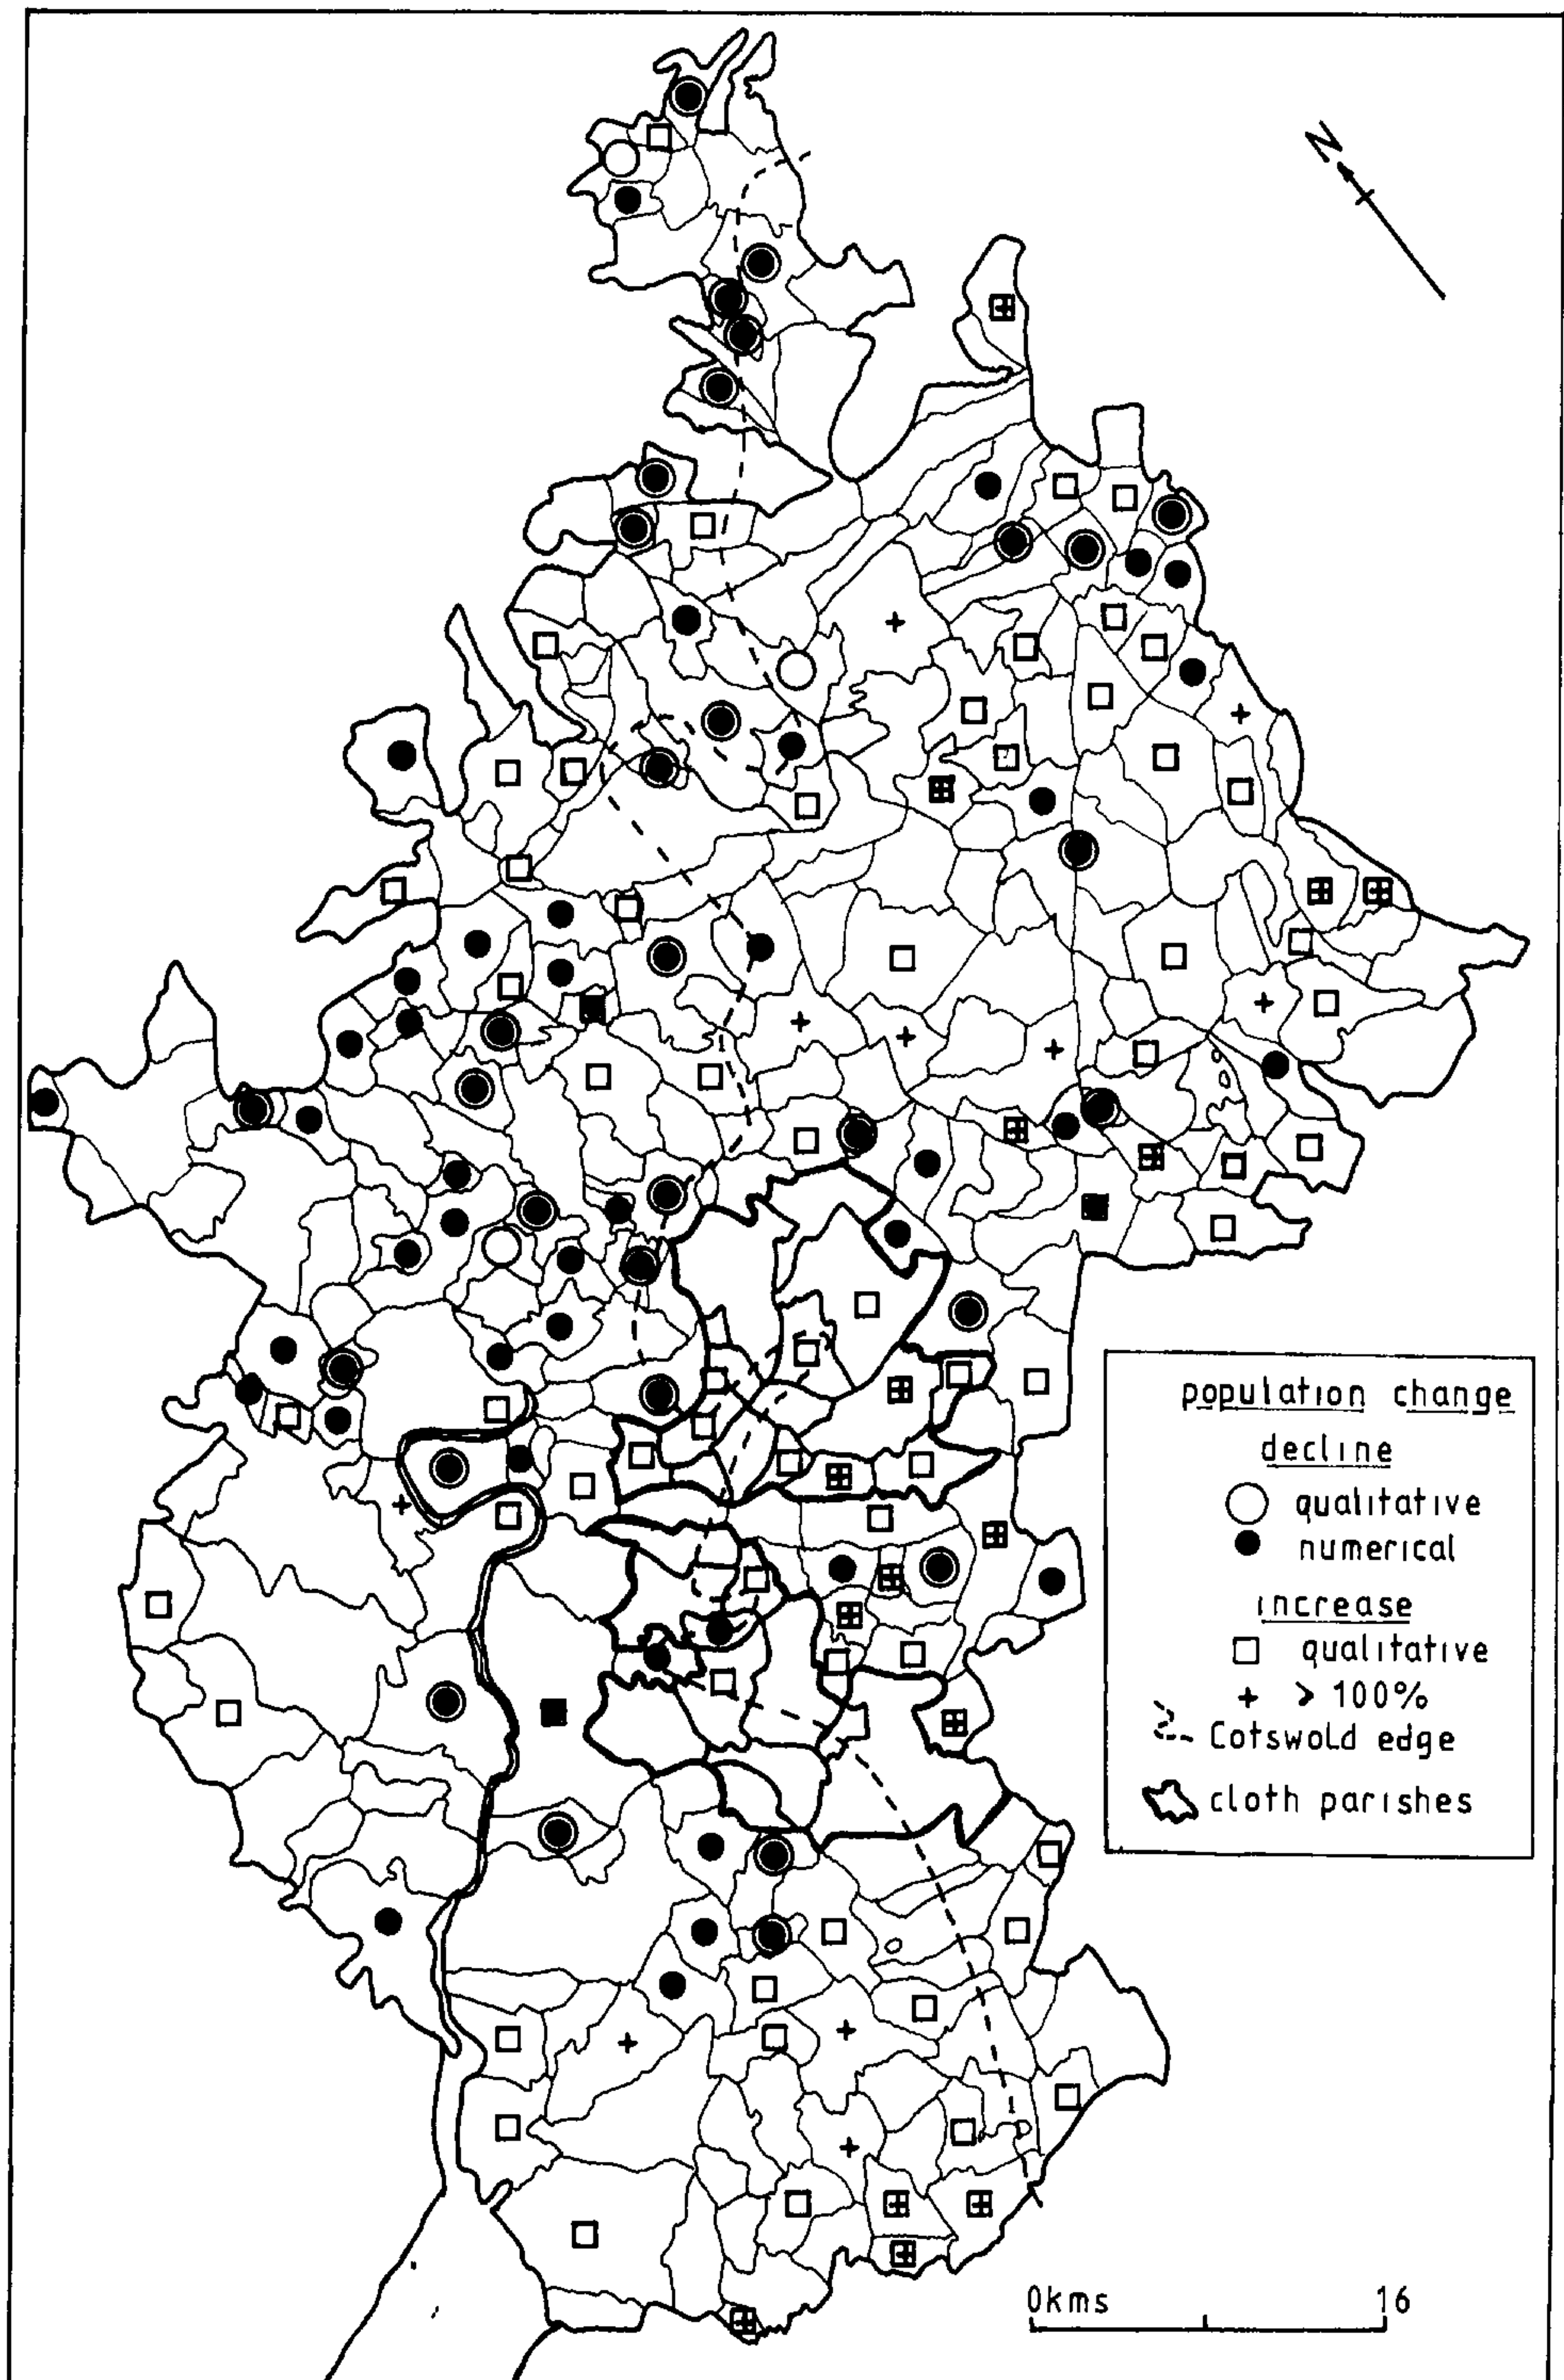 N
population change
decline
qualitative
numerical
increase
qualitative
+ > 100%
Cotswold edge
cloth parishes
0kms 16